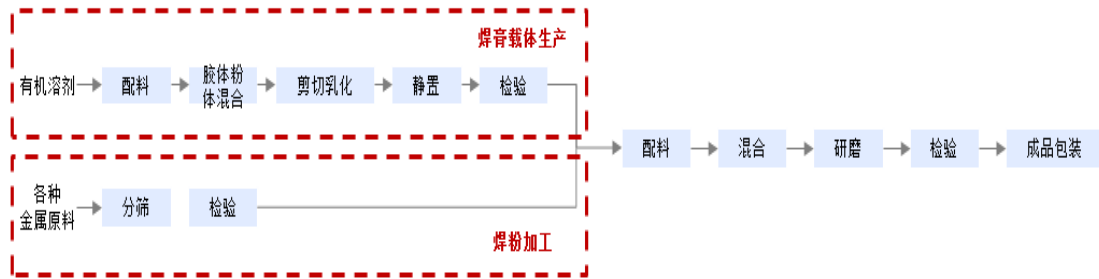 焊膏载体生产
有机溶剂
配料
胶体粉
体混合
剪切乳化
静置
检验
配料
混合
研磨
检验
成品包装
各种
金属原料
分筛
检验
焊粉加工